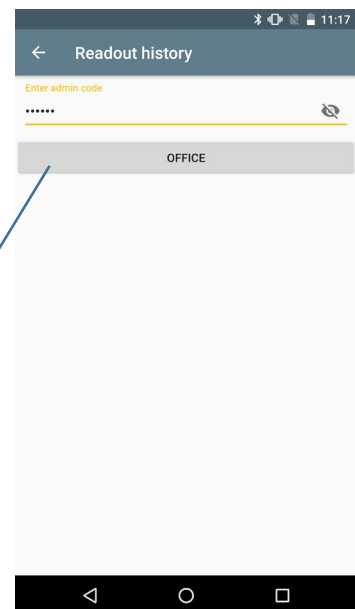 11:17
Readout history
Enter admin code
••••••
OFFICE